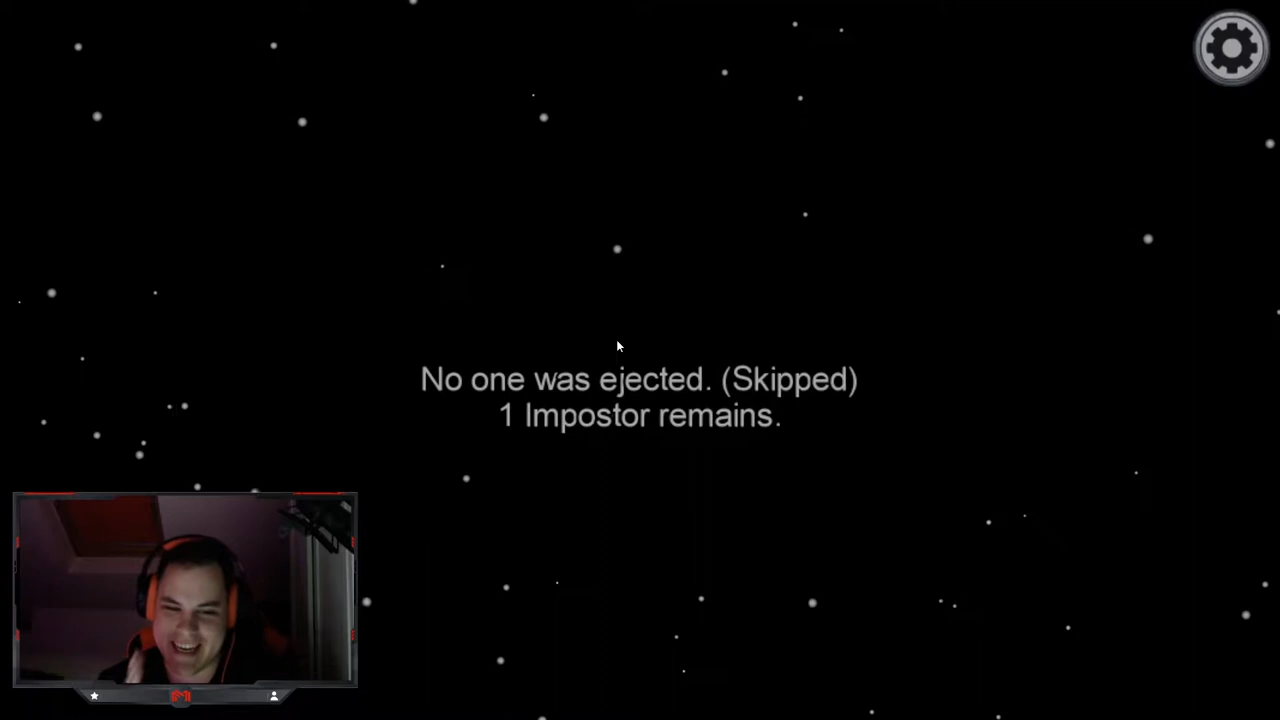 No one was ejected. (Skipped)
1 Impostor remains.